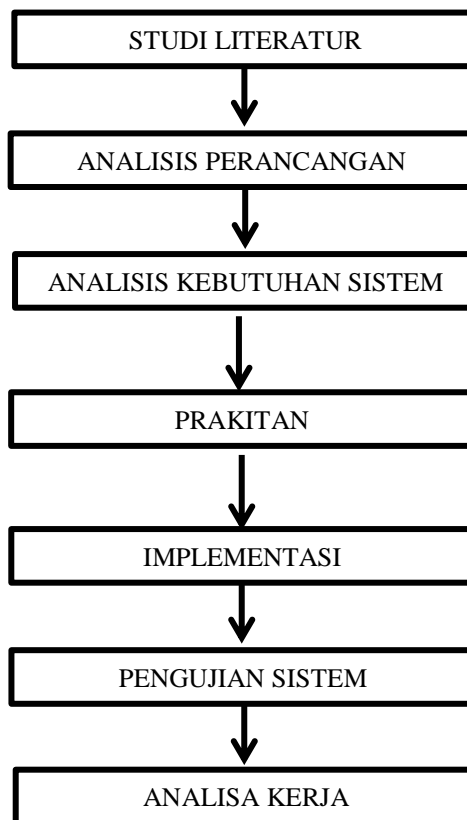 STUDI LITERATUR
ANALISIS PERANCANGAN
ANALISIS KEBUTUHAN SISTEM
PRAKITAN
IMPLEMENTASI
PENGUJIAN SISTEM
ANALISA KERJA